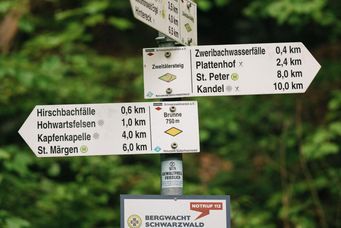 Hinterzarten
Zweitälersteig
Zweribachwasserfälle 0,4 km
Plattenhof 2,4 km
St. Peter 8,0 km
Kandel 10,0 km
Hirschbachfälle 0,6 km
Hohwartsfelsen 1,0 km
Kapfenkapelle 4,0 km
St. Märgen 6,0 km
Brunne
750 m
NOTRUF 112
BERGWACHT
SCHWARZWALD